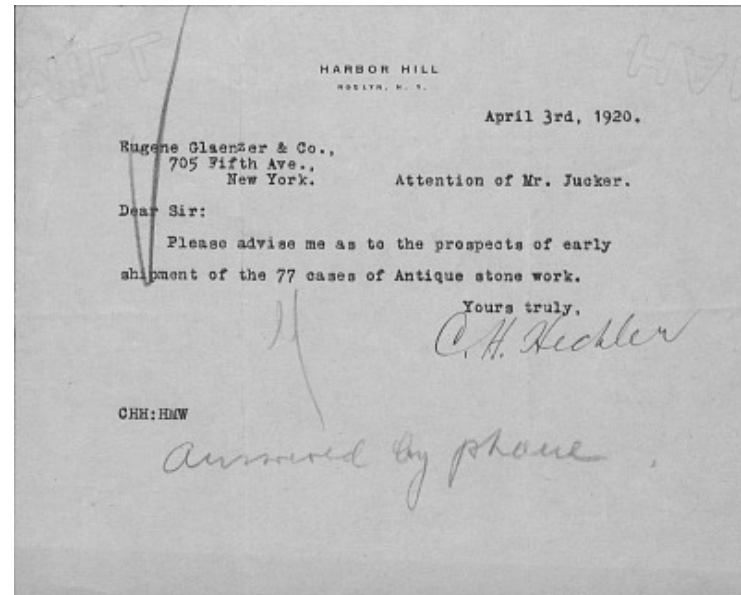 HARBOR HILL
ROSLYN, N. Y.
April 3rd, 1920.
Eugene Glaenzer & Co.,
705 Fifth Ave.,
New York. Attention of Mr. Jucker.
Dear Sir:
Please advise me as to the prospects of early
shipment of the 77 cases of Antique stone work.
Yours truly,
C. H. Hechler
CHH:HMW
answered by phone.